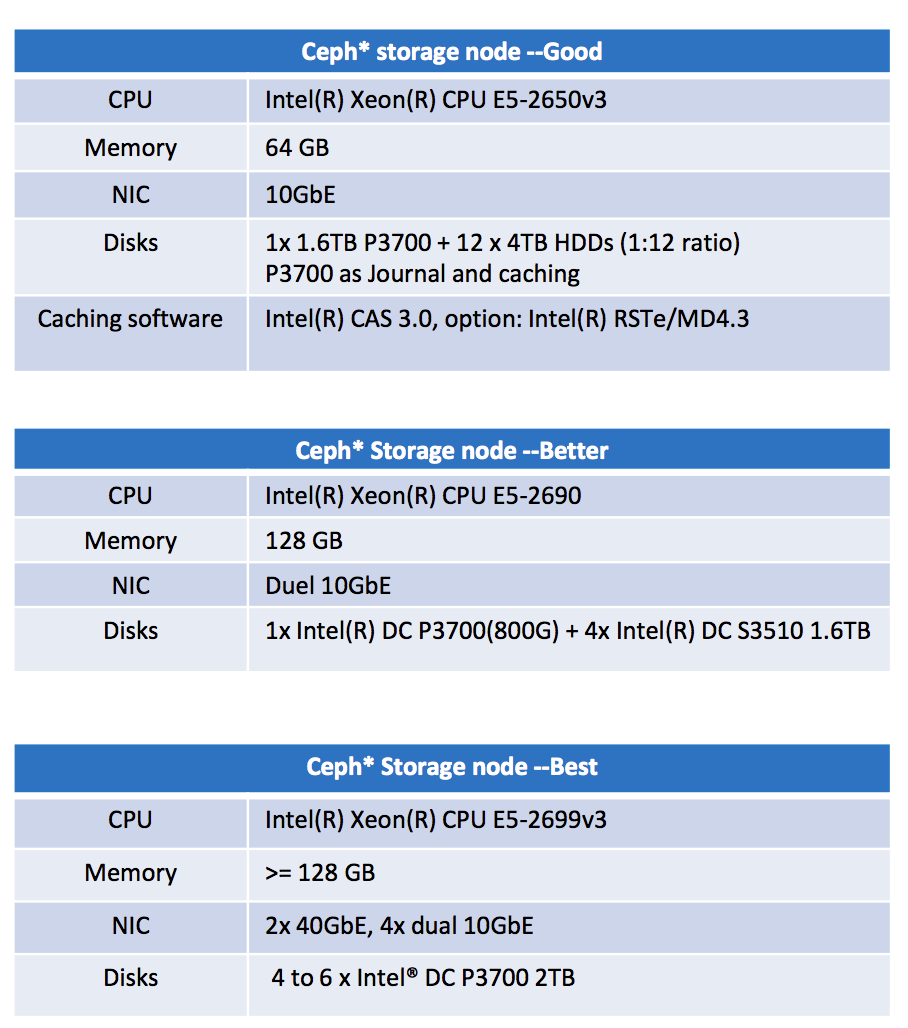 Ceph* storage node --Good
CPU Intel(R) Xeon(R) CPU E5-2650v3
Memory 64 GB
NIC 10GbE
Disks 1x 1.6TB P3700 + 12 x 4TB HDDs (1:12 ratio)
P3700 as Journal and caching
Caching software Intel(R) CAS 3.0, option: Intel(R) RSTe/MD4.3
Ceph* Storage node --Better
CPU Intel(R) Xeon(R) CPU E5-2690
Memory 128 GB
NIC Duel 10GbE
Disks 1x Intel(R) DC P3700(800G) + 4x Intel(R) DC S3510 1.6TB
Ceph* Storage node --Best
CPU Intel(R) Xeon(R) CPU E5-2699v3
Memory >= 128 GB
NIC 2x 40GbE, 4x dual 10GbE
Disks 4 to 6 x Intel® DC P3700 2TB